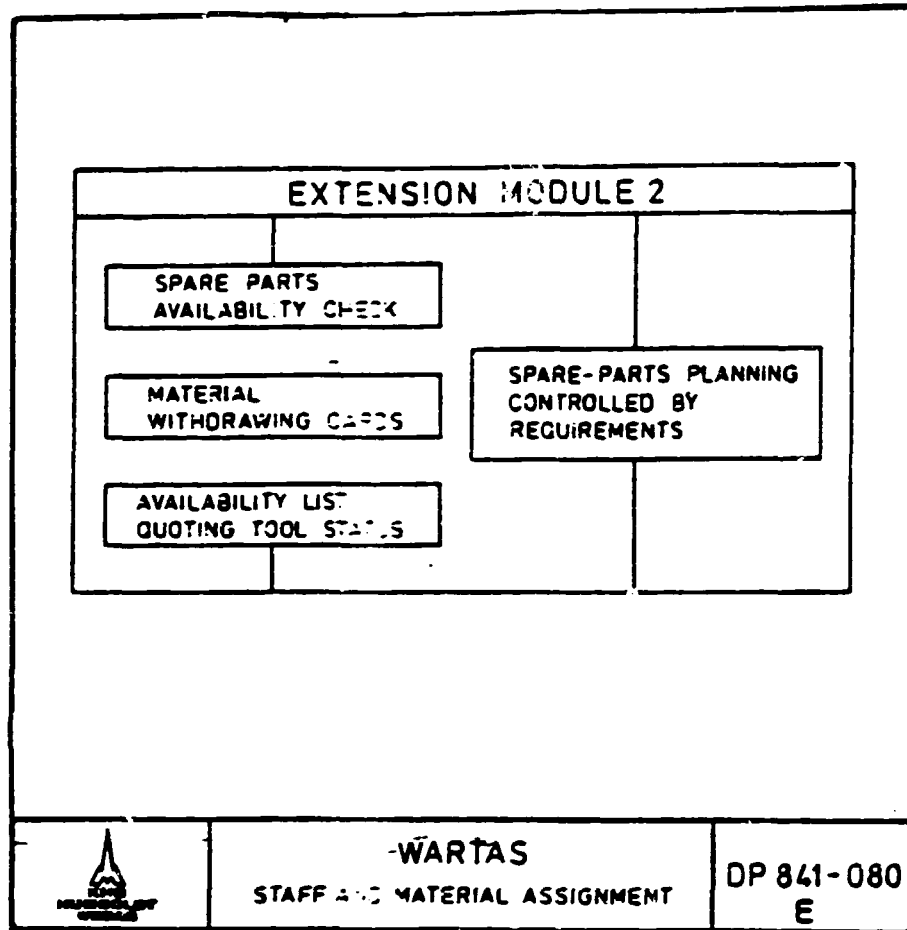 EXTENSION MODULE 2
SPARE PARTS
AVAILABILITY CHECK
MATERIAL
WITHDRAWING CARDS
AVAILABILITY LIST
QUOTING TOOL STATUS
SPARE-PARTS PLANNING
CONTROLLED BY
REQUIREMENTS
WARTAS
STAFF AND MATERIAL ASSIGNMENT
DP 841-080
E
HUMBOLDT